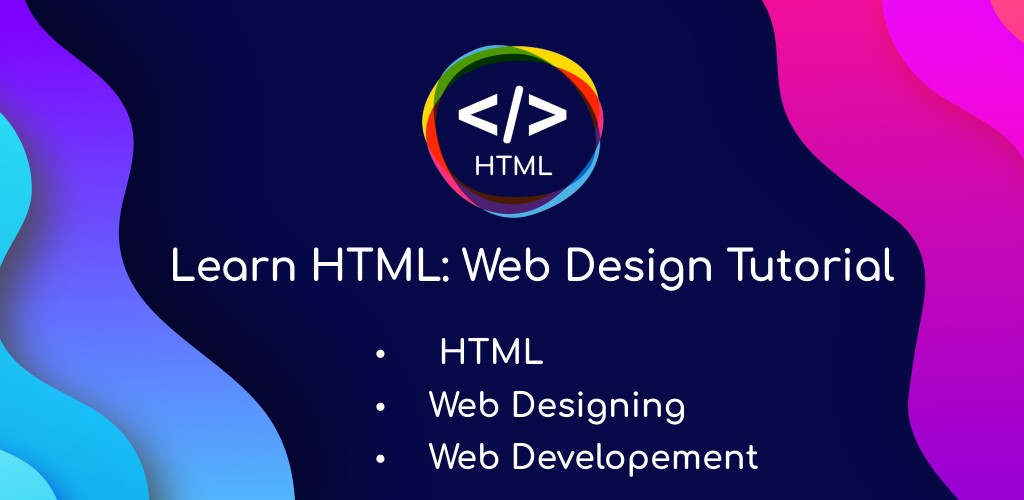 </>
HTML
Learn HTML: Web Design Tutorial
• HTML
• Web Designing
• Web Developement